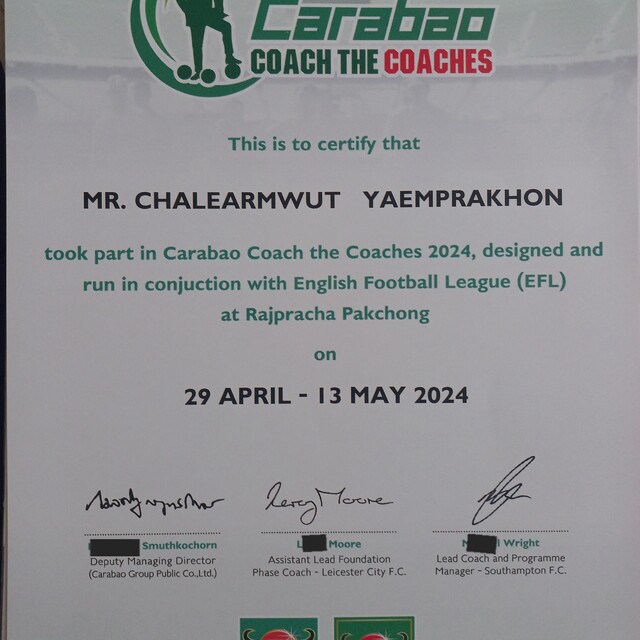 Carabao
COACH THE COACHES
This is to certify that
MR. CHALEARMWUT YAEMPRAKHON
took part in Carabao Coach the Coaches 2024, designed and
run in conjuction with English Football League (EFL)
at Rajpracha Pakchong
on
29 APRIL - 13 MAY 2024
Smuthkochorn
Deputy Managing Director
(Carabao Group Public Co.,Ltd.)
Moore
Assistant Lead Foundation
Phase Coach - Leicester City F.C.
Wright
Lead Coach and Programme
Manager - Southampton F.C.